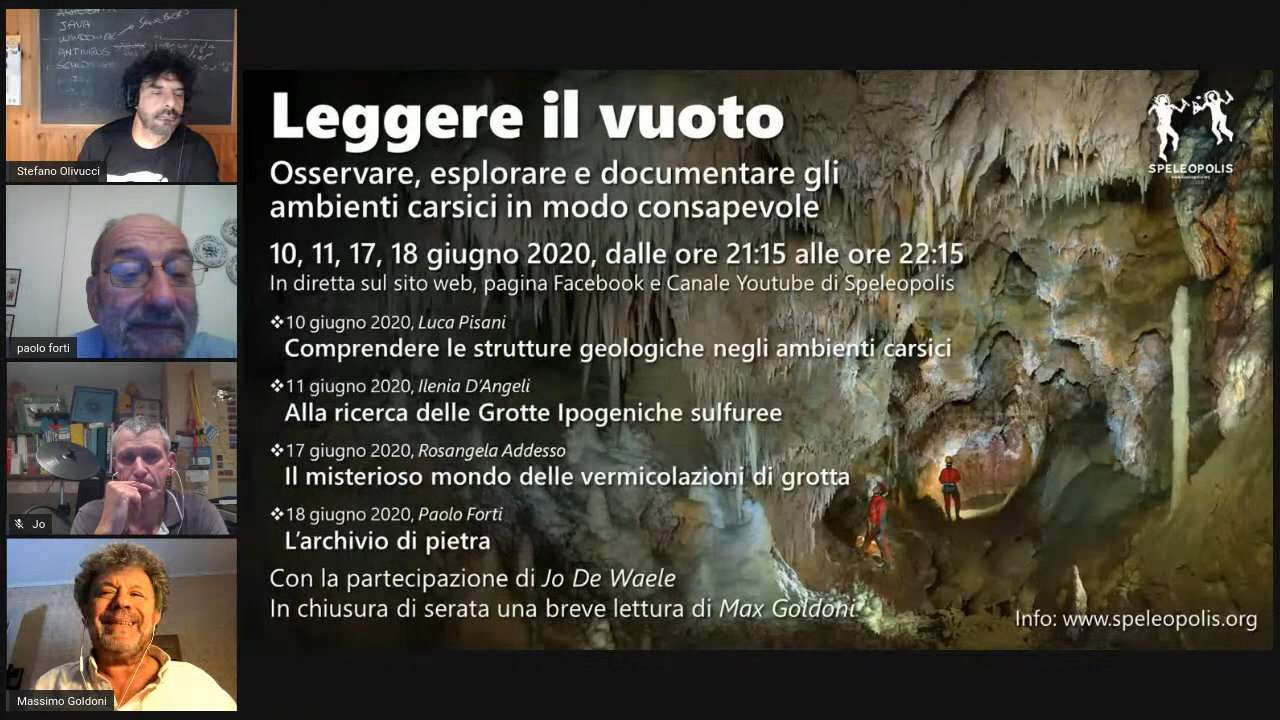 JAVA
ANTIVIRUS
Stefano Olivucci
paolo forti
Jo
Massimo Goldoni
Leggere il vuoto
Osservare, esplorare e documentare gli
ambienti carsici in modo consapevole
10, 11, 17, 18 giugno 2020, dalle ore 21:15 alle ore 22:15
In diretta sul sito web, pagina Facebook e Canale Youtube di Speleopolis
❖10 giugno 2020, Luca Pisani
Comprendere le strutture geologiche negli ambienti carsici
❖11 giugno 2020, Ilenia D'Angeli
Alla ricerca delle Grotte Ipogeniche sulfuree
❖17 giugno 2020, Rosangela Addesso
Il misterioso mondo delle vermicolazioni di grotta
❖18 giugno 2020, Paolo Forti
L'archivio di pietra
Con la partecipazione di Jo De Waele
In chiusura di serata una breve lettura di Max Goldoni
SPELEOPOLIS
Info: www.speleopolis.org